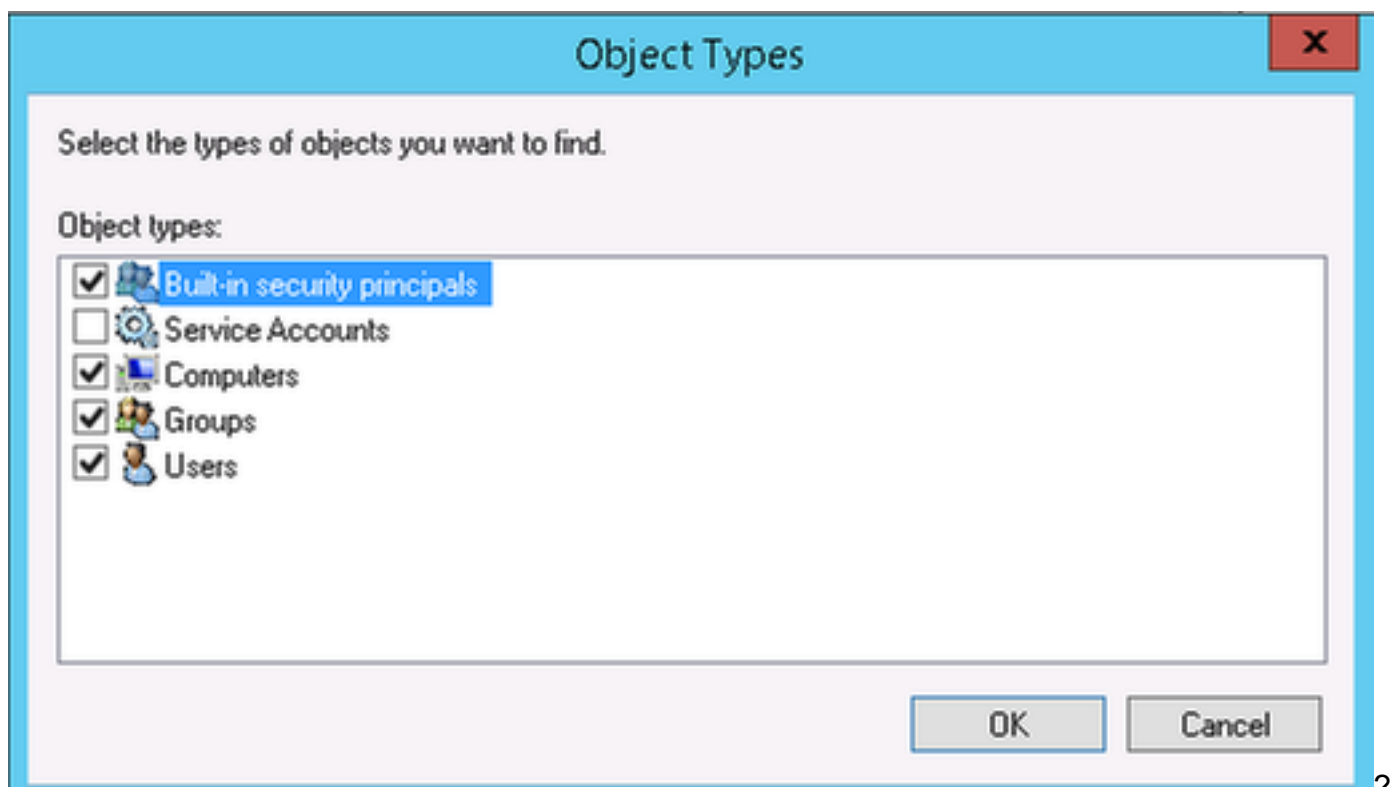 Object Types
x
Select the types of objects you want to find.
Object types:
Built-in security principals
Service Accounts
Computers
Groups
Users
OK Cancel